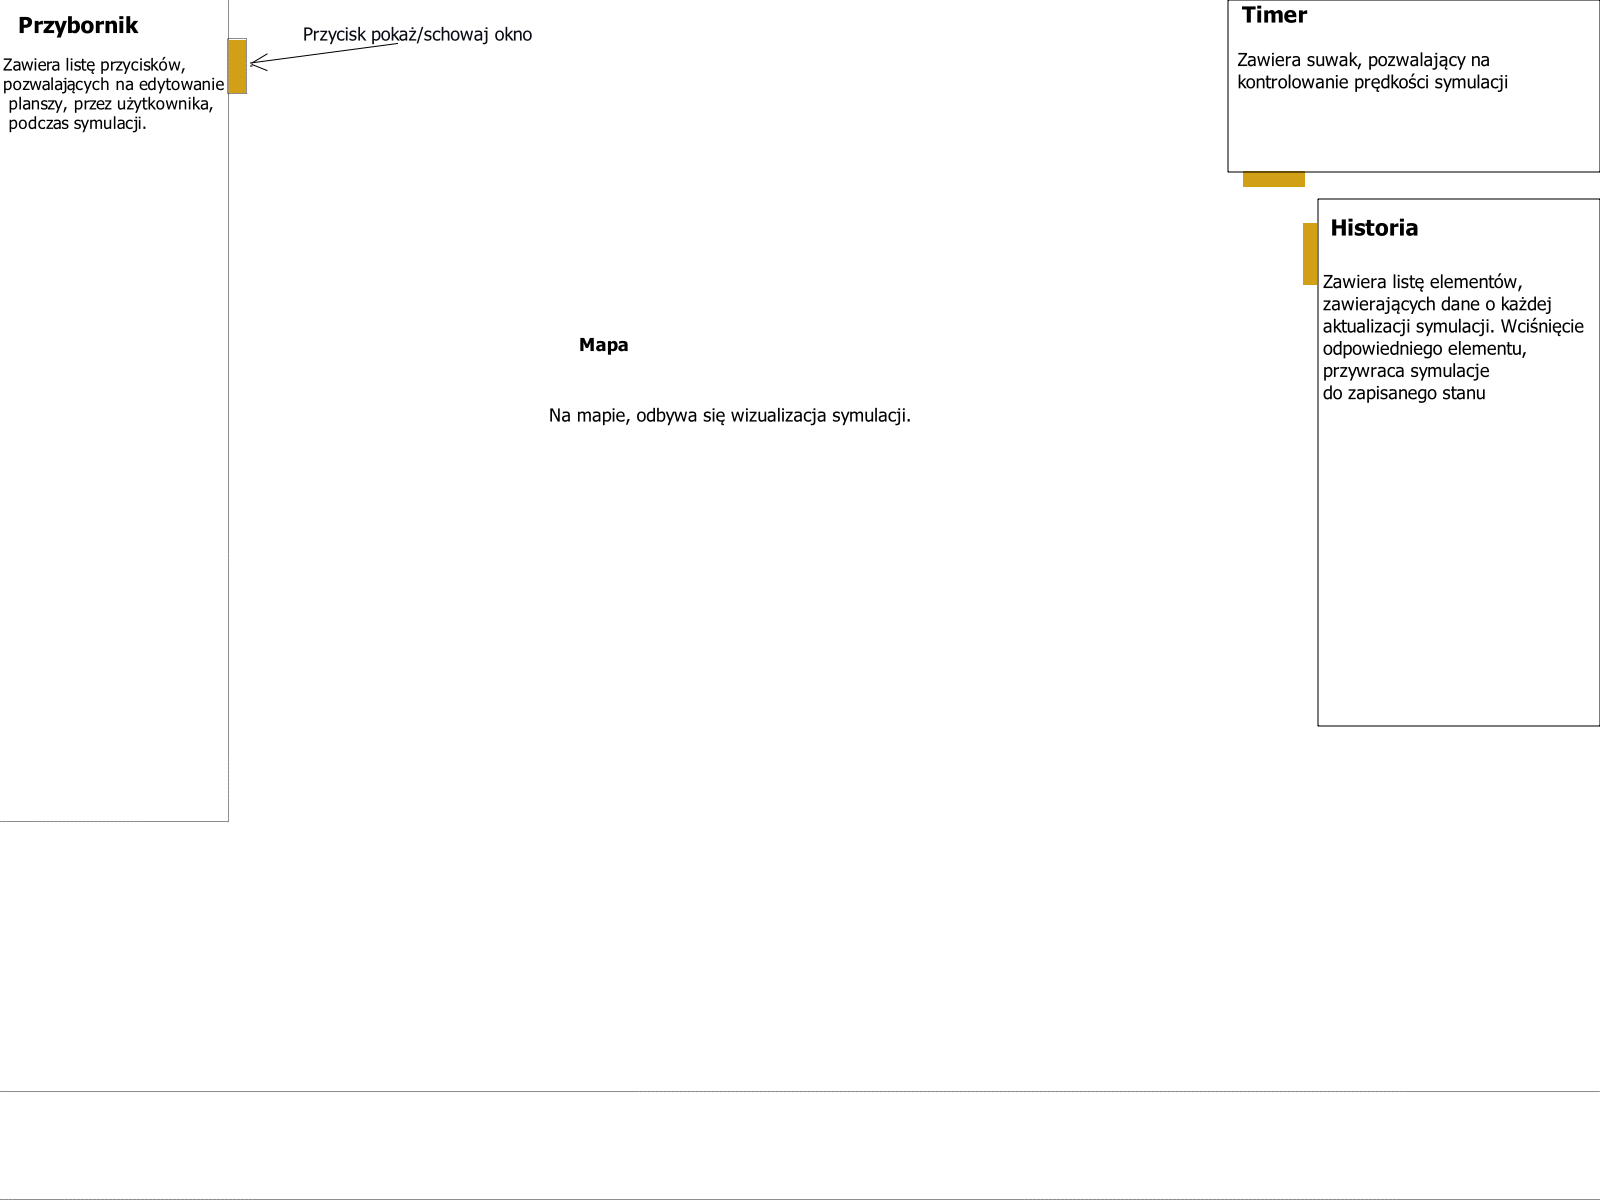 Przybornik
Zawiera listę przycisków,
pozwalających na edytowanie
planszy, przez użytkownika,
podczas symulacji.
Przycisk pokaż/schowaj okno
Timer
Zawiera suwak, pozwalający na
kontrolowanie prędkości symulacji
Historia
Zawiera listę elementów,
zawierających dane o każdej
aktualizacji symulacji. Wciśnięcie
odpowiedniego elementu,
przywraca symulacje
do zapisanego stanu
Mapa
Na mapie, odbywa się wizualizacja symulacji.